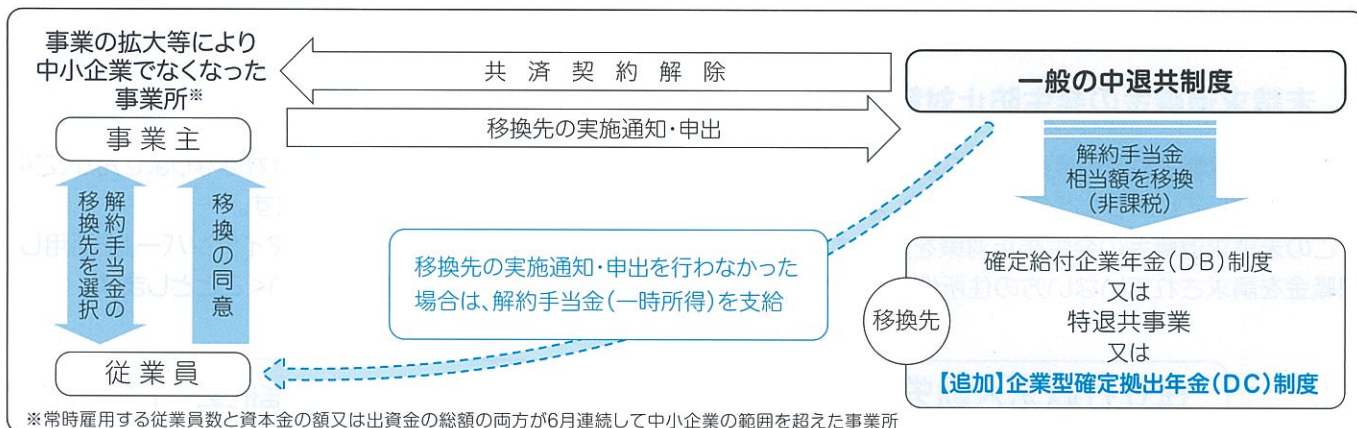 事業の拡大等により
中小企業でなくなった
事業所※
事業主
共済契約解除
移換先の実施通知・申出
一般の中退共制度
解約手当金の
移換先を選択
移換の同意
従業員
移換先の実施通知・申出を行わなかった
場合は、解約手当金(一時所得)を支給
解約手当金
相当額を移換
(非課税)
移換先
確定給付企業年金(DB)制度
又は
特退共事業
又は
【追加】企業型確定拠出年金(DC)制度
※常時雇用する従業員数と資本金の額又は出資金の総額の両方が6月連続して中小企業の範囲を超えた事業所